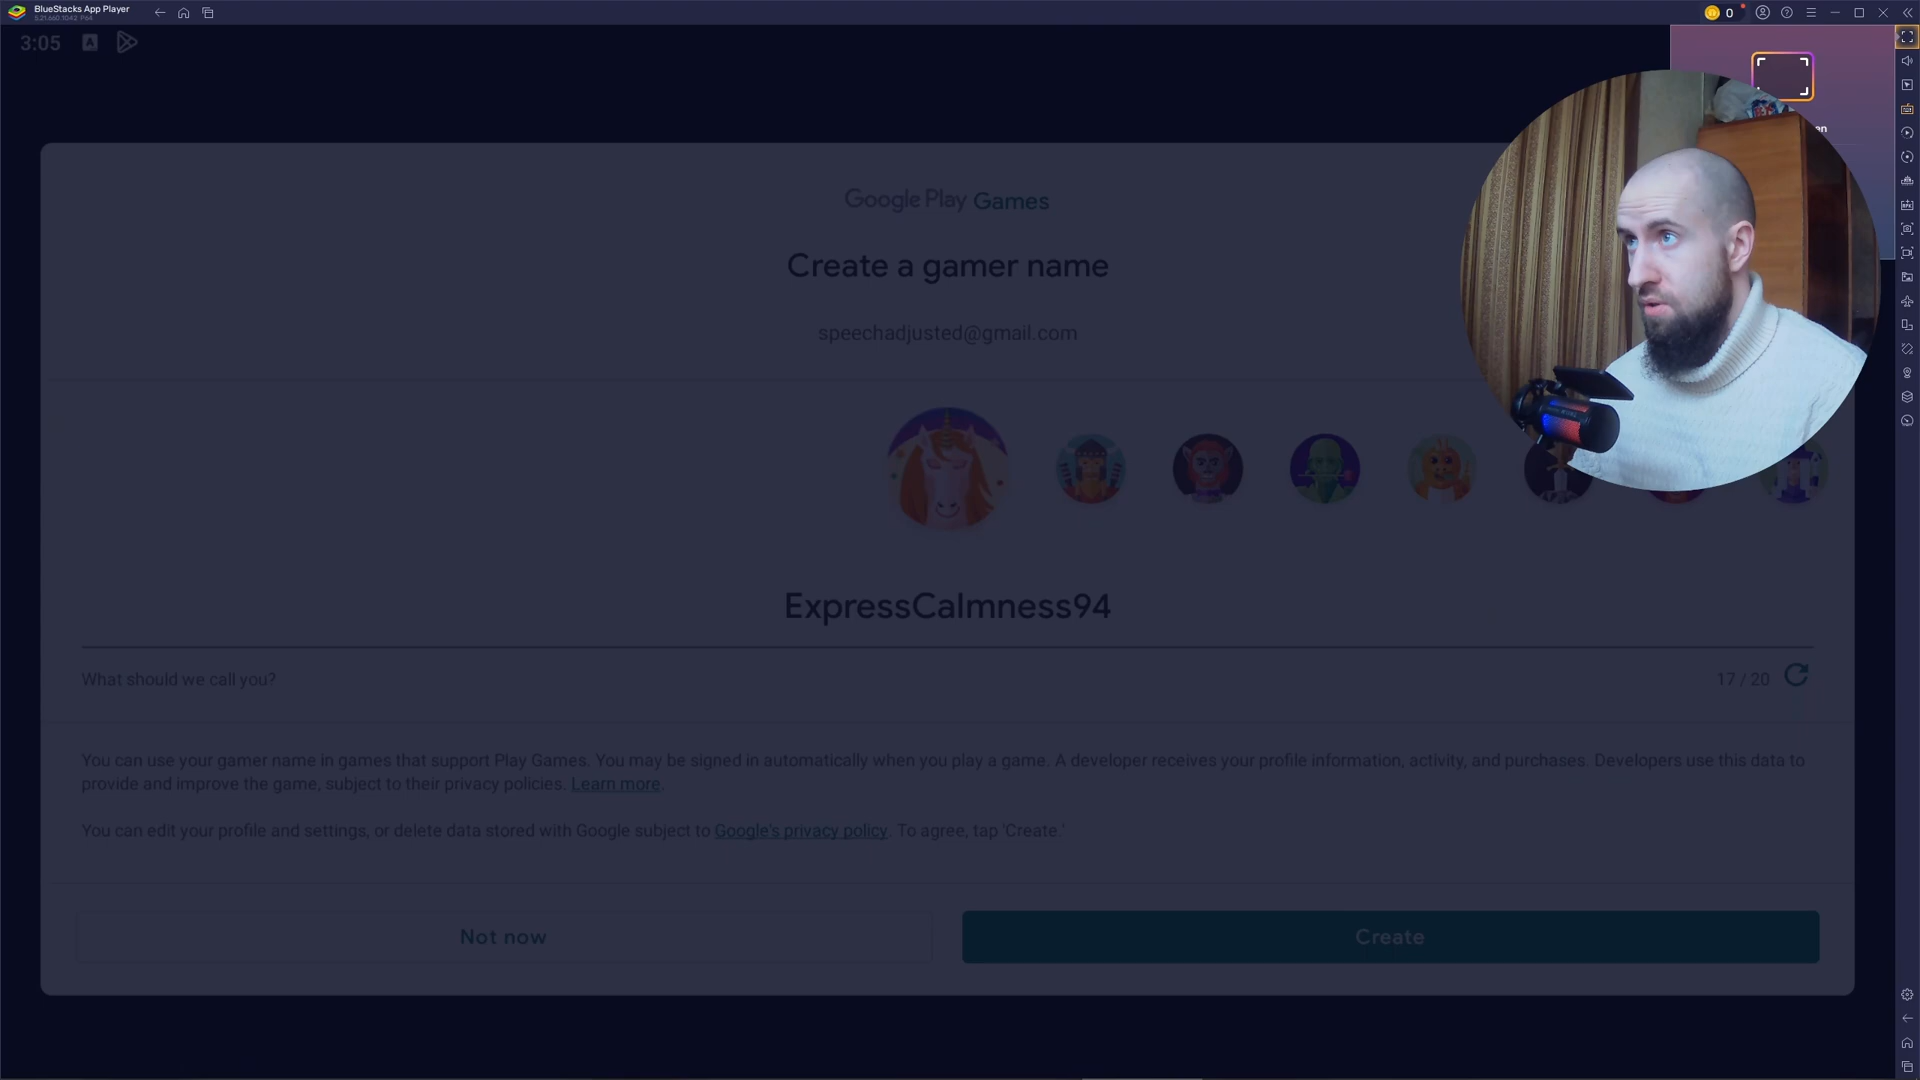 BlueStacks App Player
5.21.660.1042 P64
0
3:05
Google Play Games
Create a gamer name
speechadjusted@gmail.com
ExpressCalmness94
What should we call you?
17 / 20
You can use your gamer name in games that support Play Games. You may be signed in automatically when you play a game. A developer receives your profile information, activity, and purchases. Developers use this data to
provide and improve the game, subject to their privacy policies. Learn more.
You can edit your profile and settings, or delete data stored with Google subject to Google's privacy policy. To agree, tap 'Create.'
Not now
Create